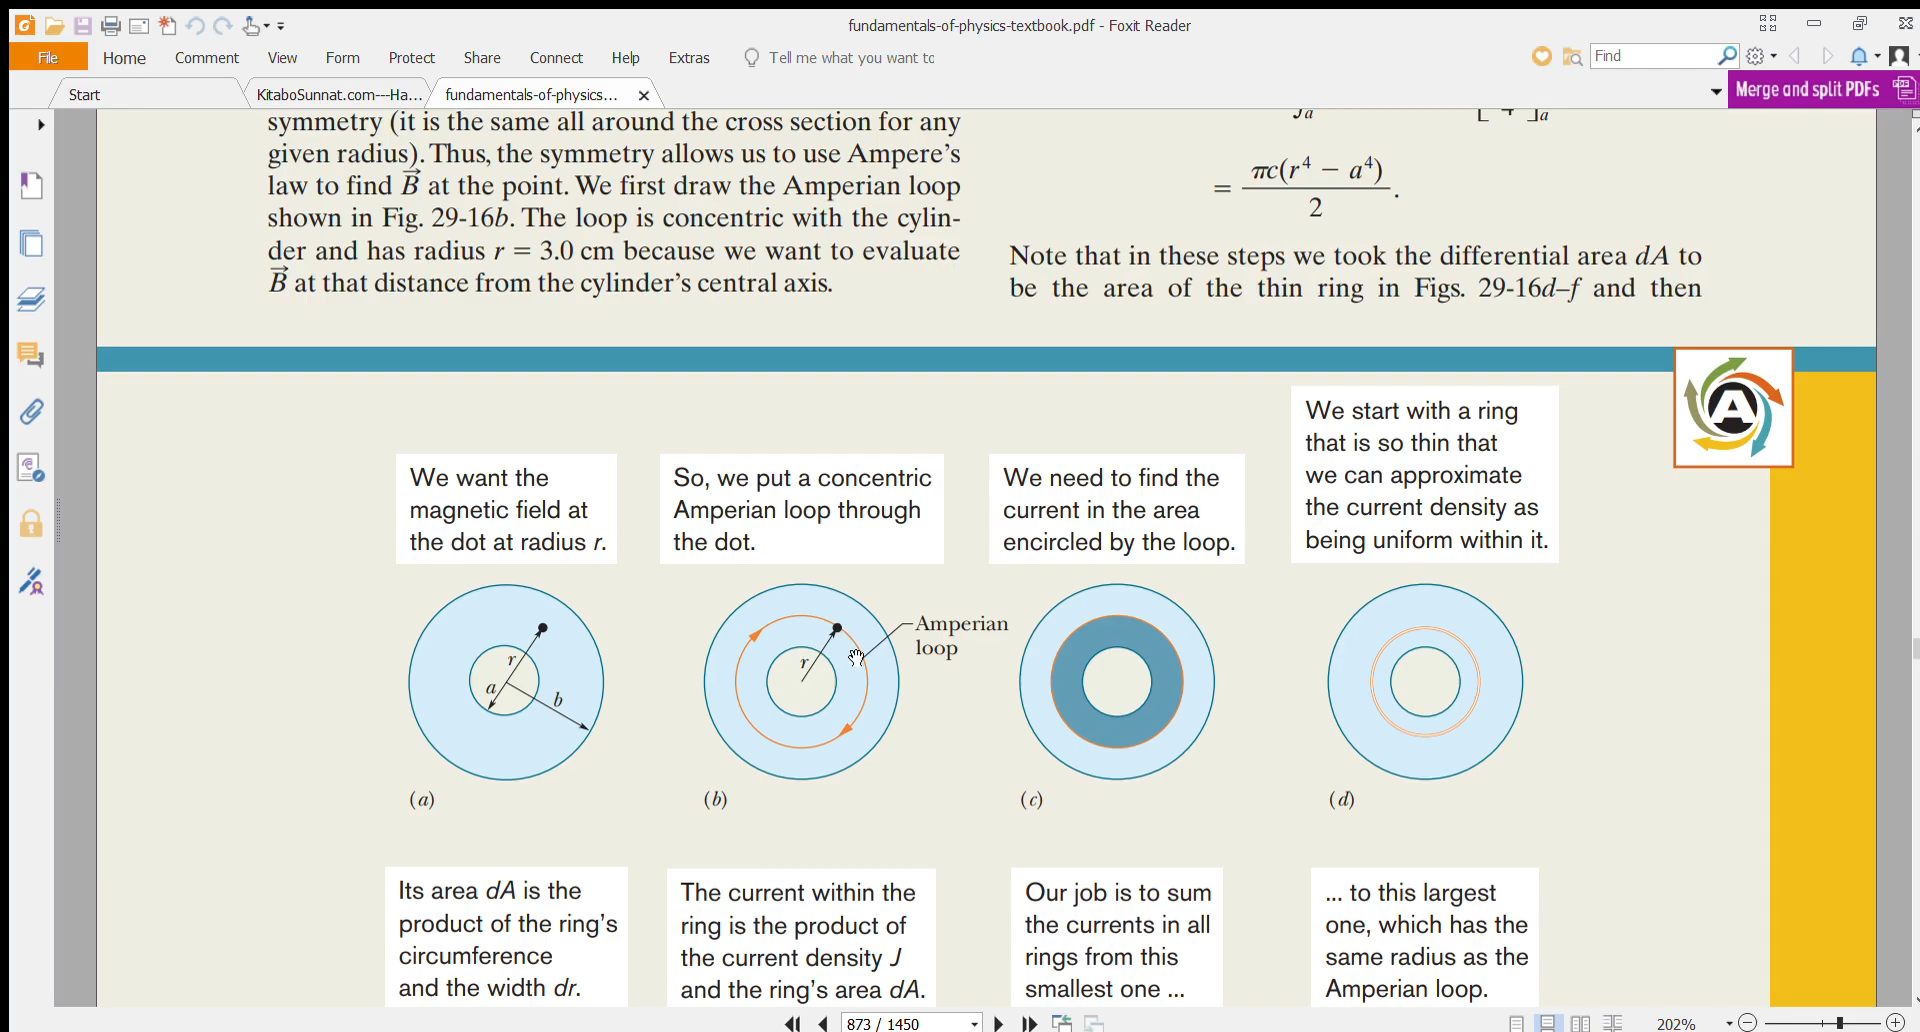 fundamentals-of-physics-textbook.pdf - Foxit Reader
File Home Comment View Form Protect Share Connect Help Extras Tell me what you want to
Find
Start KitaboSunnat.com---Ha... fundamentals-of-physics...
Merge and split PDFs
symmetry (it is the same all around the cross section for any
given radius). Thus, the symmetry allows us to use Ampere's
law to find B⃗ at the point. We first draw the Amperian loop
shown in Fig. 29-16b. The loop is concentric with the cylin-
der and has radius r = 3.0 cm because we want to evaluate
B⃗ at that distance from the cylinder's central axis.
= πc(r⁴ − a⁴)
2 .
Note that in these steps we took the differential area dA to
be the area of the thin ring in Figs. 29-16d–f and then
A
We want the
magnetic field at
the dot at radius r.
So, we put a concentric
Amperian loop through
the dot.
We need to find the
current in the area
encircled by the loop.
We start with a ring
that is so thin that
we can approximate
the current density as
being uniform within it.
r
a
b
(a)
r
Amperian
loop
(b)
(c)
(d)
Its area dA is the
product of the ring's
circumference
and the width dr.
The current within the
ring is the product of
the current density J
and the ring's area dA.
Our job is to sum
the currents in all
rings from this
smallest one ...
... to this largest
one, which has the
same radius as the
Amperian loop.
873 / 1450
202%